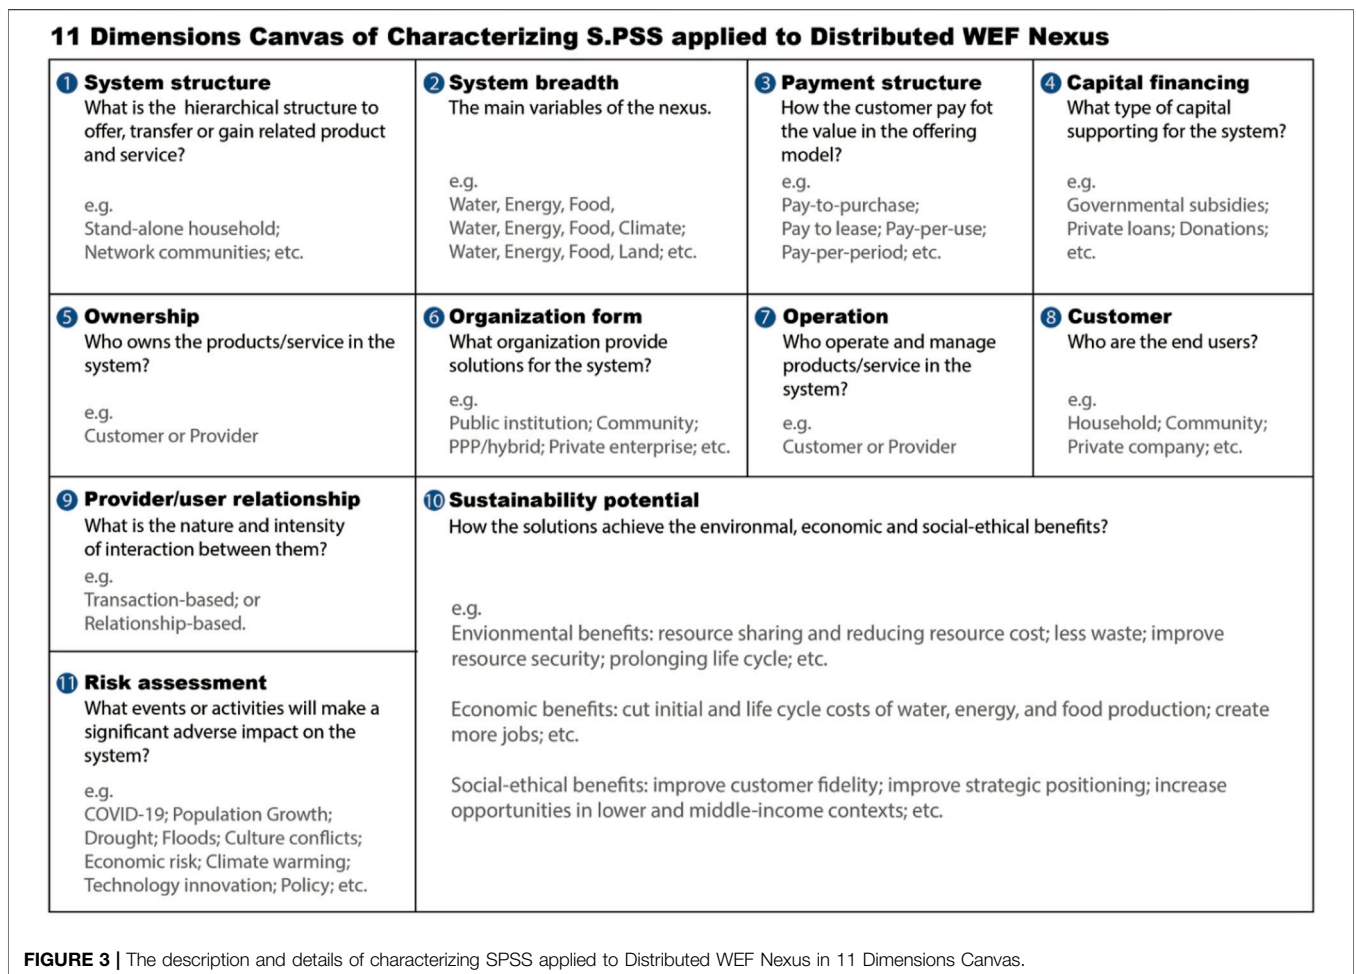 11 Dimensions Canvas of Characterizing S.PSS applied to Distributed WEF Nexus
1 System structure
What is the hierarchical structure to
offer, transfer or gain related product
and service?
e.g.
Stand-alone household;
Network communities; etc.
2 System breadth
The main variables of the nexus.
e.g.
Water, Energy, Food,
Water, Energy, Food, Climate;
Water, Energy, Food, Land; etc.
3 Payment structure
How the customer pay fot
the value in the offering
model?
e.g.
Pay-to-purchase;
Pay to lease; Pay-per-use;
Pay-per-period; etc.
4 Capital financing
What type of capital
supporting for the system?
e.g.
Governmental subsidies;
Private loans; Donations;
etc.
5 Ownership
Who owns the products/service in the
system?
e.g.
Customer or Provider
6 Organization form
What organization provide
solutions for the system?
e.g.
Public institution; Community;
PPP/hybrid; Private enterprise; etc.
7 Operation
Who operate and manage
products/service in the
system?
e.g.
Customer or Provider
8 Customer
Who are the end users?
e.g.
Household; Community;
Private company; etc.
9 Provider/user relationship
What is the nature and intensity
of interaction between them?
e.g.
Transaction-based; or
Relationship-based.
10 Sustainability potential
How the solutions achieve the environmal, economic and social-ethical benefits?
e.g.
Envionmental benefits: resource sharing and reducing resource cost; less waste; improve
resource security; prolonging life cycle; etc.
Economic benefits: cut initial and life cycle costs of water, energy, and food production; create
more jobs; etc.
Social-ethical benefits: improve customer fidelity; improve strategic positioning; increase
opportunities in lower and middle-income contexts; etc.
11 Risk assessment
What events or activities will make a
significant adverse impact on the
system?
e.g.
COVID-19; Population Growth;
Drought; Floods; Culture conflicts;
Economic risk; Climate warming;
Technology innovation; Policy; etc.
FIGURE 3 | The description and details of characterizing SPSS applied to Distributed WEF Nexus in 11 Dimensions Canvas.